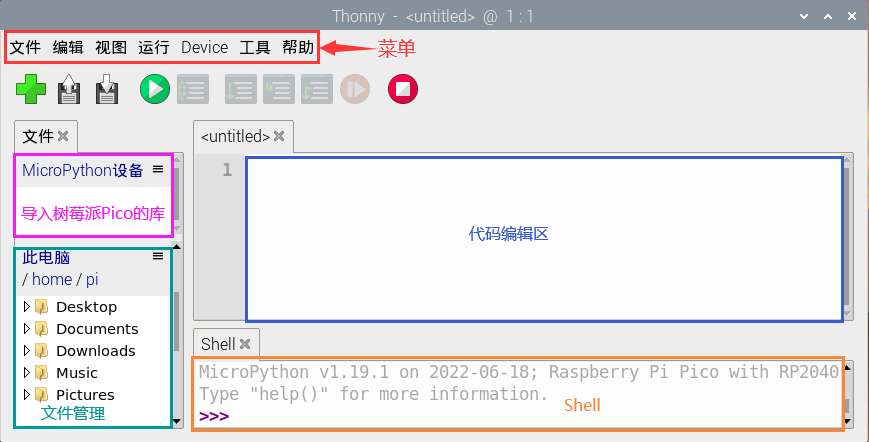 Thonny - <untitled> @ 1 : 1
文件 编辑 视图 运行 Device 工具 帮助
菜单
文件
MicroPython设备
导入树莓派Pico的库
此电脑
/ home / pi
Desktop
Documents
Downloads
Music
Pictures
文件管理
<untitled>
1
代码编辑区
Shell
MicroPython v1.19.1 on 2022-06-18; Raspberry Pi Pico with RP2040
Type "help()" for more information.
>>>
Shell